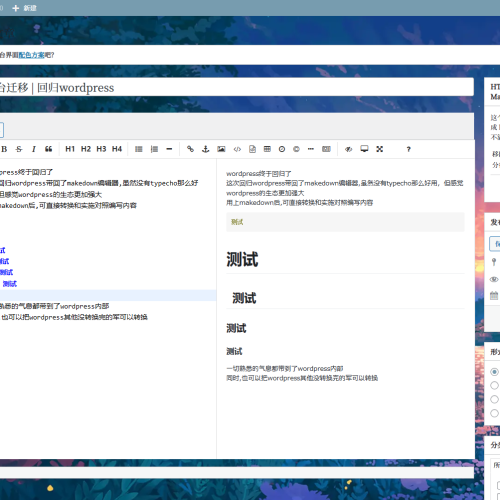 新建
台界面配色方案吧?
台迁移 | 回归wordpress
B S I H1 H2 H3 H4 ?
press终于回归了
回归wordpress带回了makedown编辑器,虽然没有typecho那么好
但感觉wordpress的生态更加强大
makedown后,可直接转换和实施对照编写内容
试
测试
测试
测试
熟悉的气息都带到了wordpress内部
也可以把wordpress其他没转换完的军可以转换
wordpress终于回归了
这次回归wordpress带回了makedown编辑器,虽然没有typecho那么好用, 但感觉
wordpress的生态更加强大
用上makedown后,可直接转换和实施对照编写内容
测试
测试
测试
测试
测试
一切熟悉的气息都带到了wordpress内部
同时,也可以把wordpress其他没转换完的军可以转换
HT
Ma
这个
成
不
移
分
发布
形式
分类
所